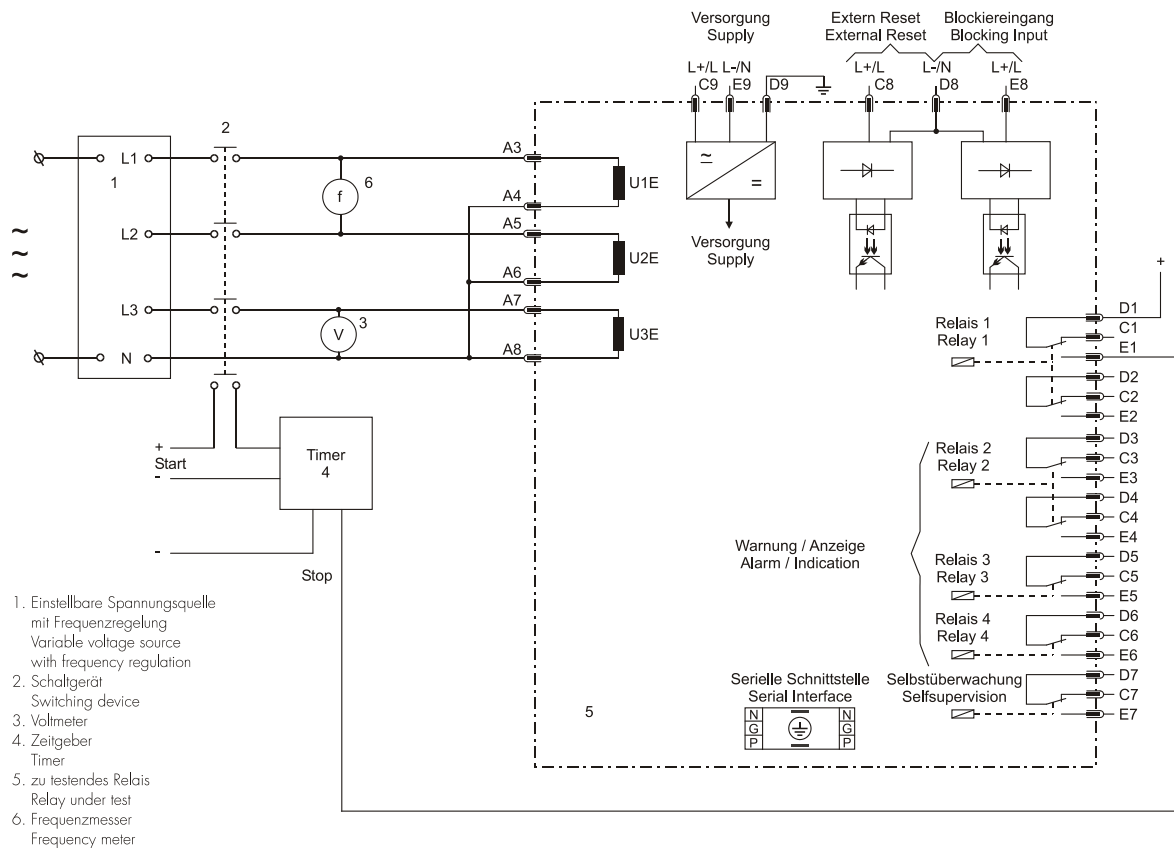 Versorgung
Supply
Extern Reset
External Reset
Blockiereingang
Blocking Input
L+/L L-/N
C9 E9 D9
L+/L L-/N L+/L
C8 D8 E8
2
L1
1
6
f
A3
U1E
A4
L2
A5
U2E
A6
L3
3
V
A7
U3E
N
A8
~
~
~
≃
=
Versorgung
Supply
+
D1
Relais 1
Relay 1
C1
E1
D2
C2
E2
D3
Relais 2
Relay 2
C3
E3
D4
C4
E4
Warnung / Anzeige
Alarm / Indication
D5
Relais 3
Relay 3
C5
E5
D6
Relais 4
Relay 4
C6
E6
D7
Selbstüberwachung
Selfsupervision
C7
E7
Serielle Schnittstelle
Serial Interface
N N
G G
P P
5
+
Start
-
Timer
4
-
Stop
1. Einstellbare Spannungsquelle
mit Frequenzregelung
Variable voltage source
with frequency regulation
2. Schaltgerät
Switching device
3. Voltmeter
4. Zeitgeber
Timer
5. zu testendes Relais
Relay under test
6. Frequenzmesser
Frequency meter